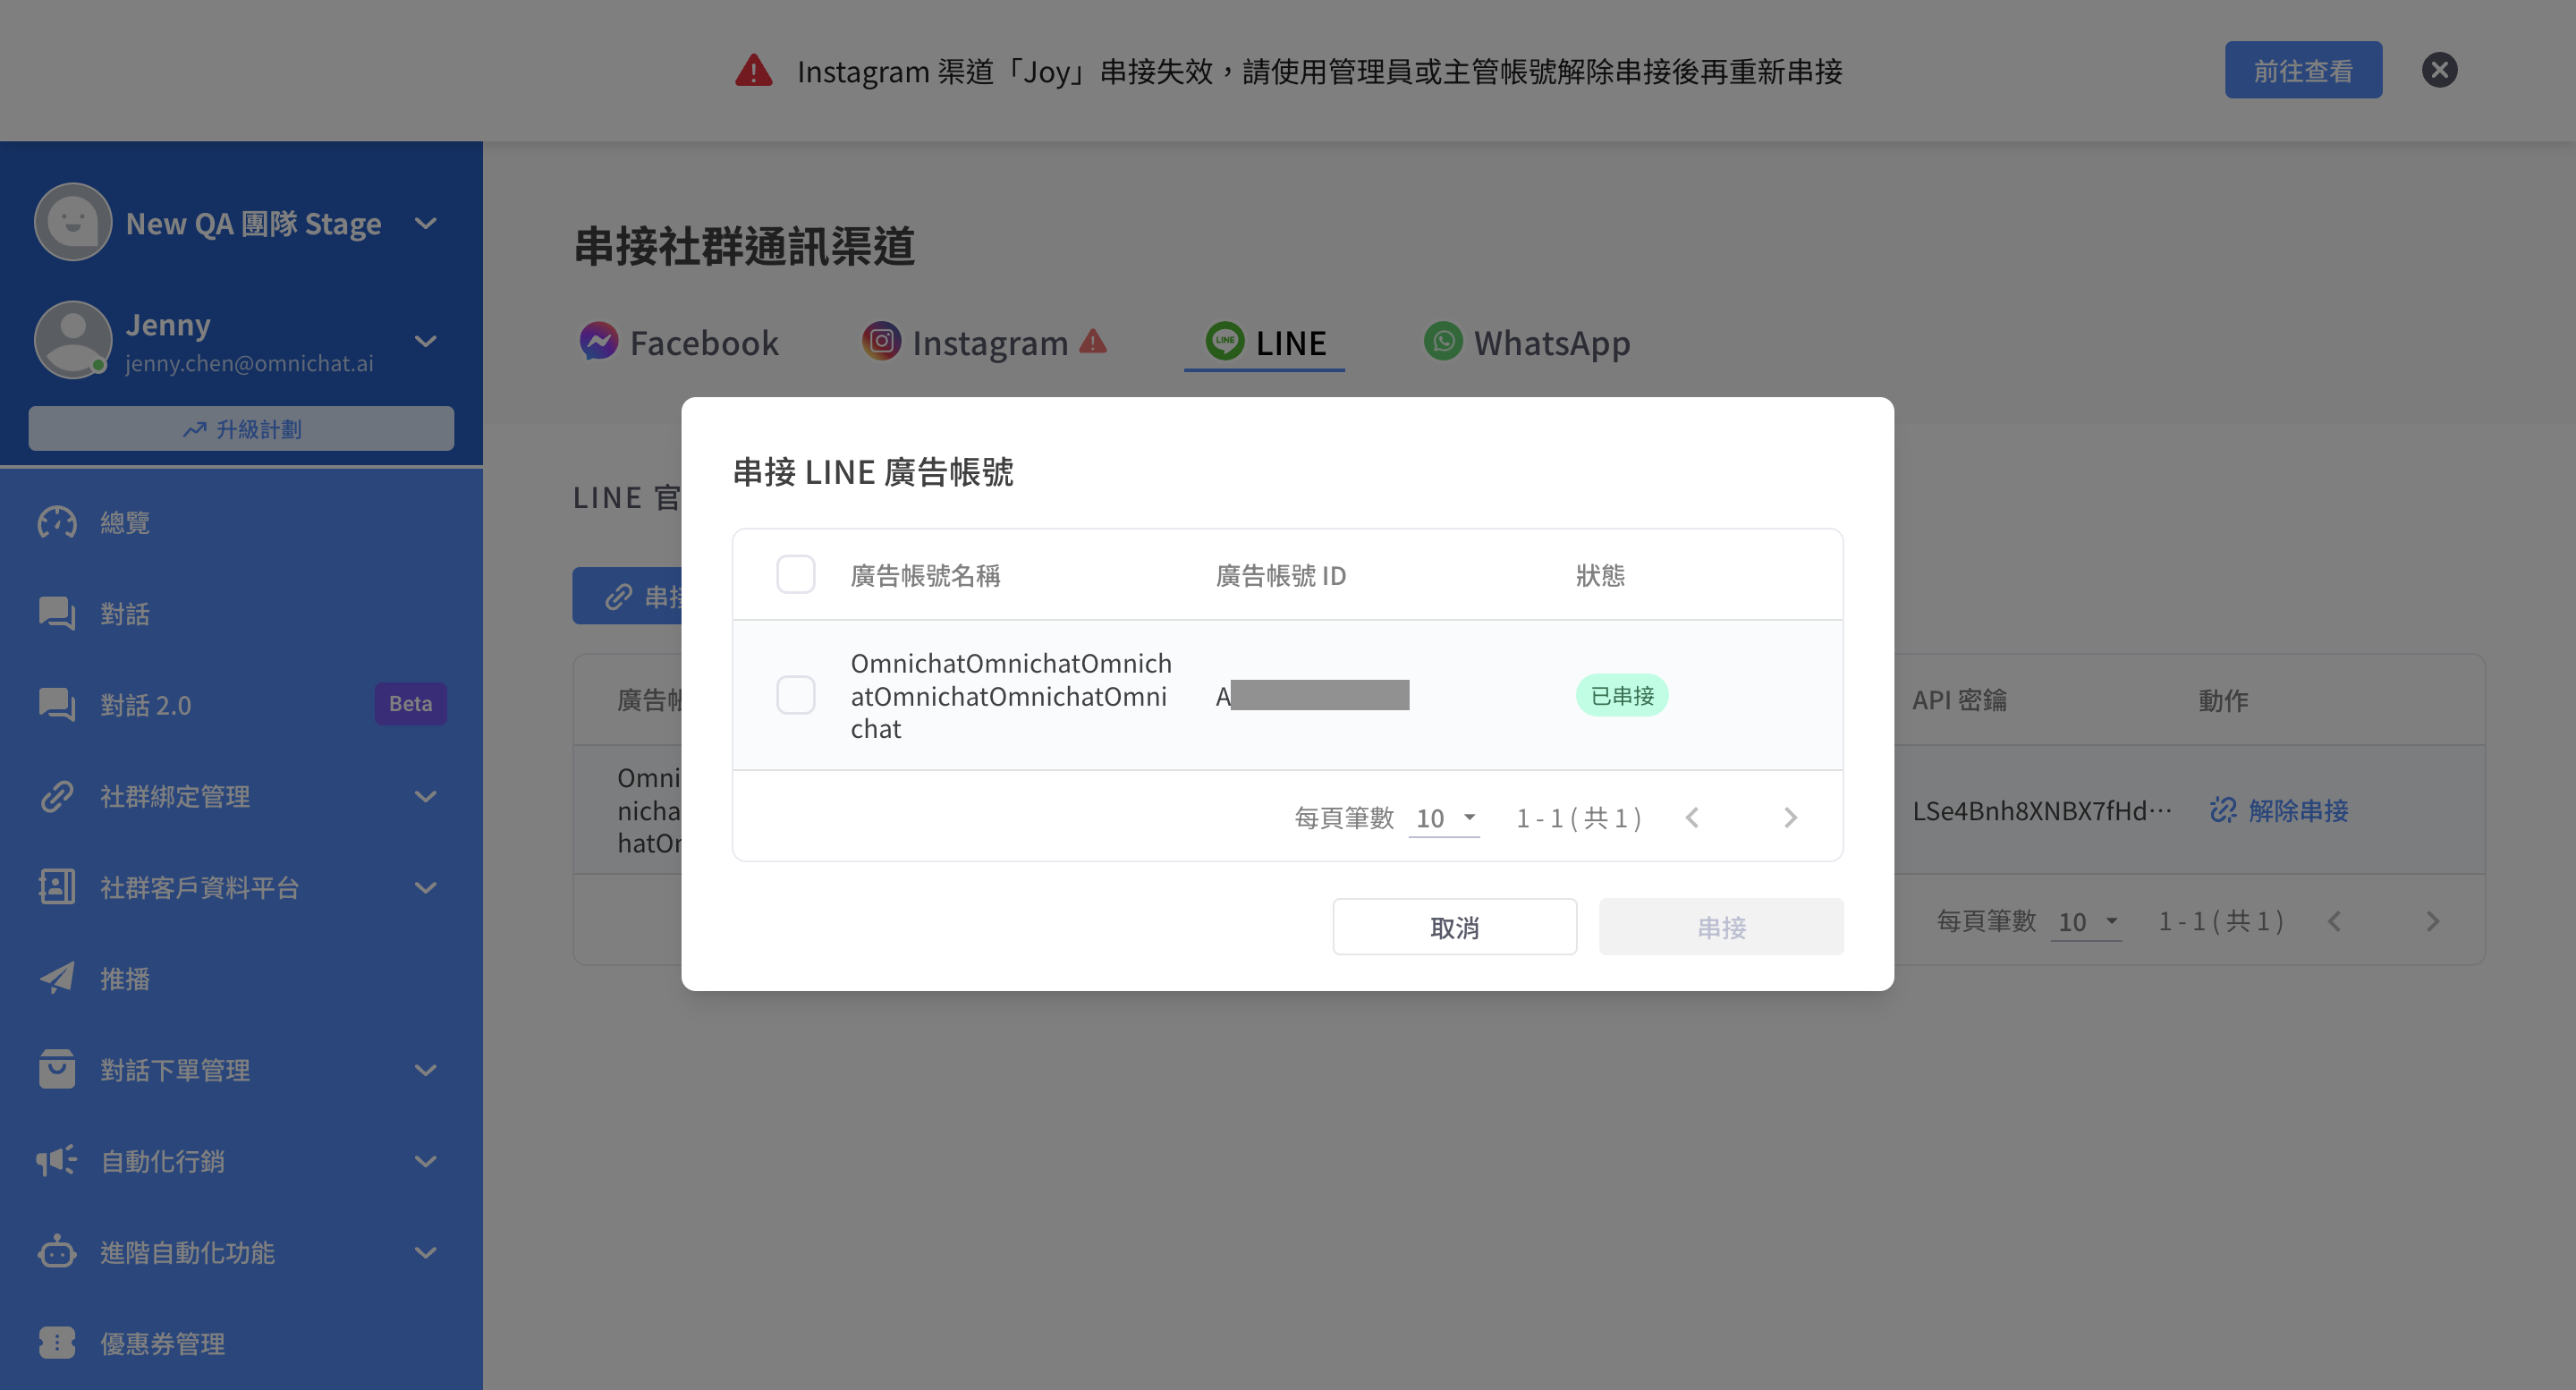 Instagram 渠道「Joy」串接失效，請使用管理員或主管帳號解除串接後再重新串接
前往查看
New QA 團隊 Stage
Jenny
jenny.chen@omnichat.ai
升級計劃
總覽
對話
對話 2.0
Beta
社群綁定管理
社群客戶資料平台
推播
對話下單管理
自動化行銷
進階自動化功能
優惠券管理
串接社群通訊渠道
Facebook
Instagram
LINE
LINE
WhatsApp
LINE 官
串接
廣告帳
API 密鑰
動作
Omni
nicha
hatOr
LSe4Bnh8XNBX7fHd…
解除串接
每頁筆數 10 1 - 1 ( 共 1 )
串接 LINE 廣告帳號
廣告帳號名稱
廣告帳號 ID
狀態
OmnichatOmnichatOmnich
atOmnichatOmnichatOmni
chat
A
已串接
每頁筆數 10 1 - 1 ( 共 1 )
取消
串接